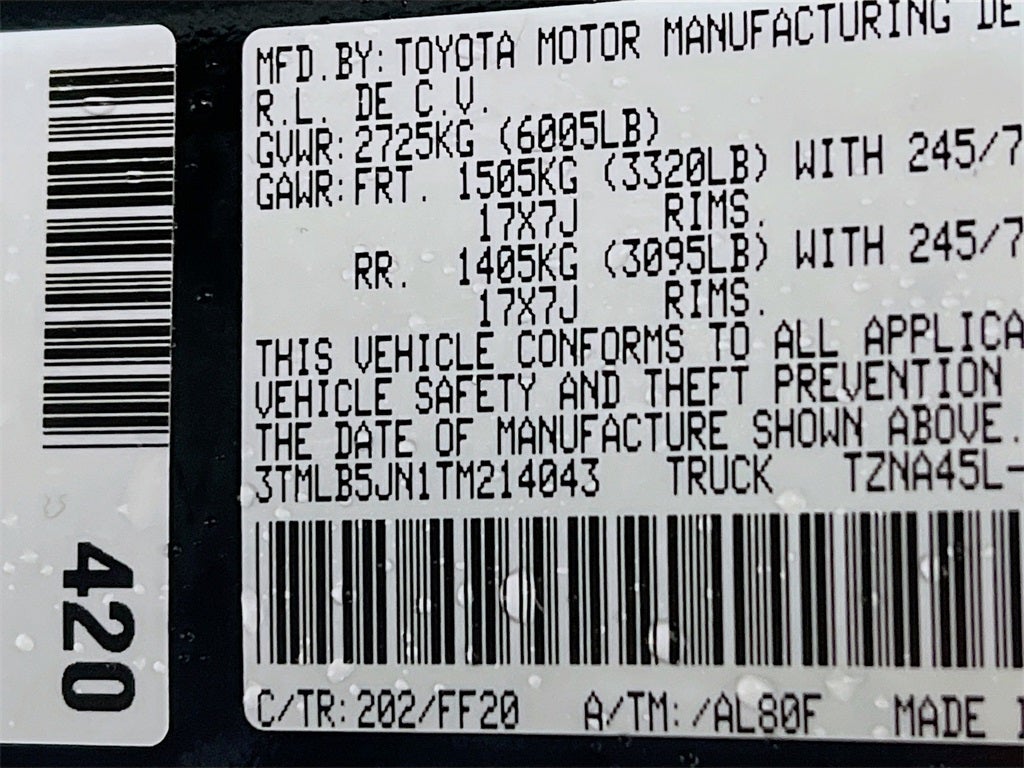 MFD.BY:TOYOTA MOTOR MANUFACTURING DE
R.L. DE C.V.
GVWR:2725KG (6005LB)
GAWR:FRT. 1505KG (3320LB) WITH 245/7
17X7J RIMS.
RR. 1405KG (3095LB) WITH 245/7
17X7J RIMS.
THIS VEHICLE CONFORMS TO ALL APPLICA
VEHICLE SAFETY AND THEFT PREVENTION
THE DATE OF MANUFACTURE SHOWN ABOVE.
3TMLB5JN1TM214043 TRUCK TZNA45L-
C/TR:202/FF20 A/TM:/AL80F MADE I
420